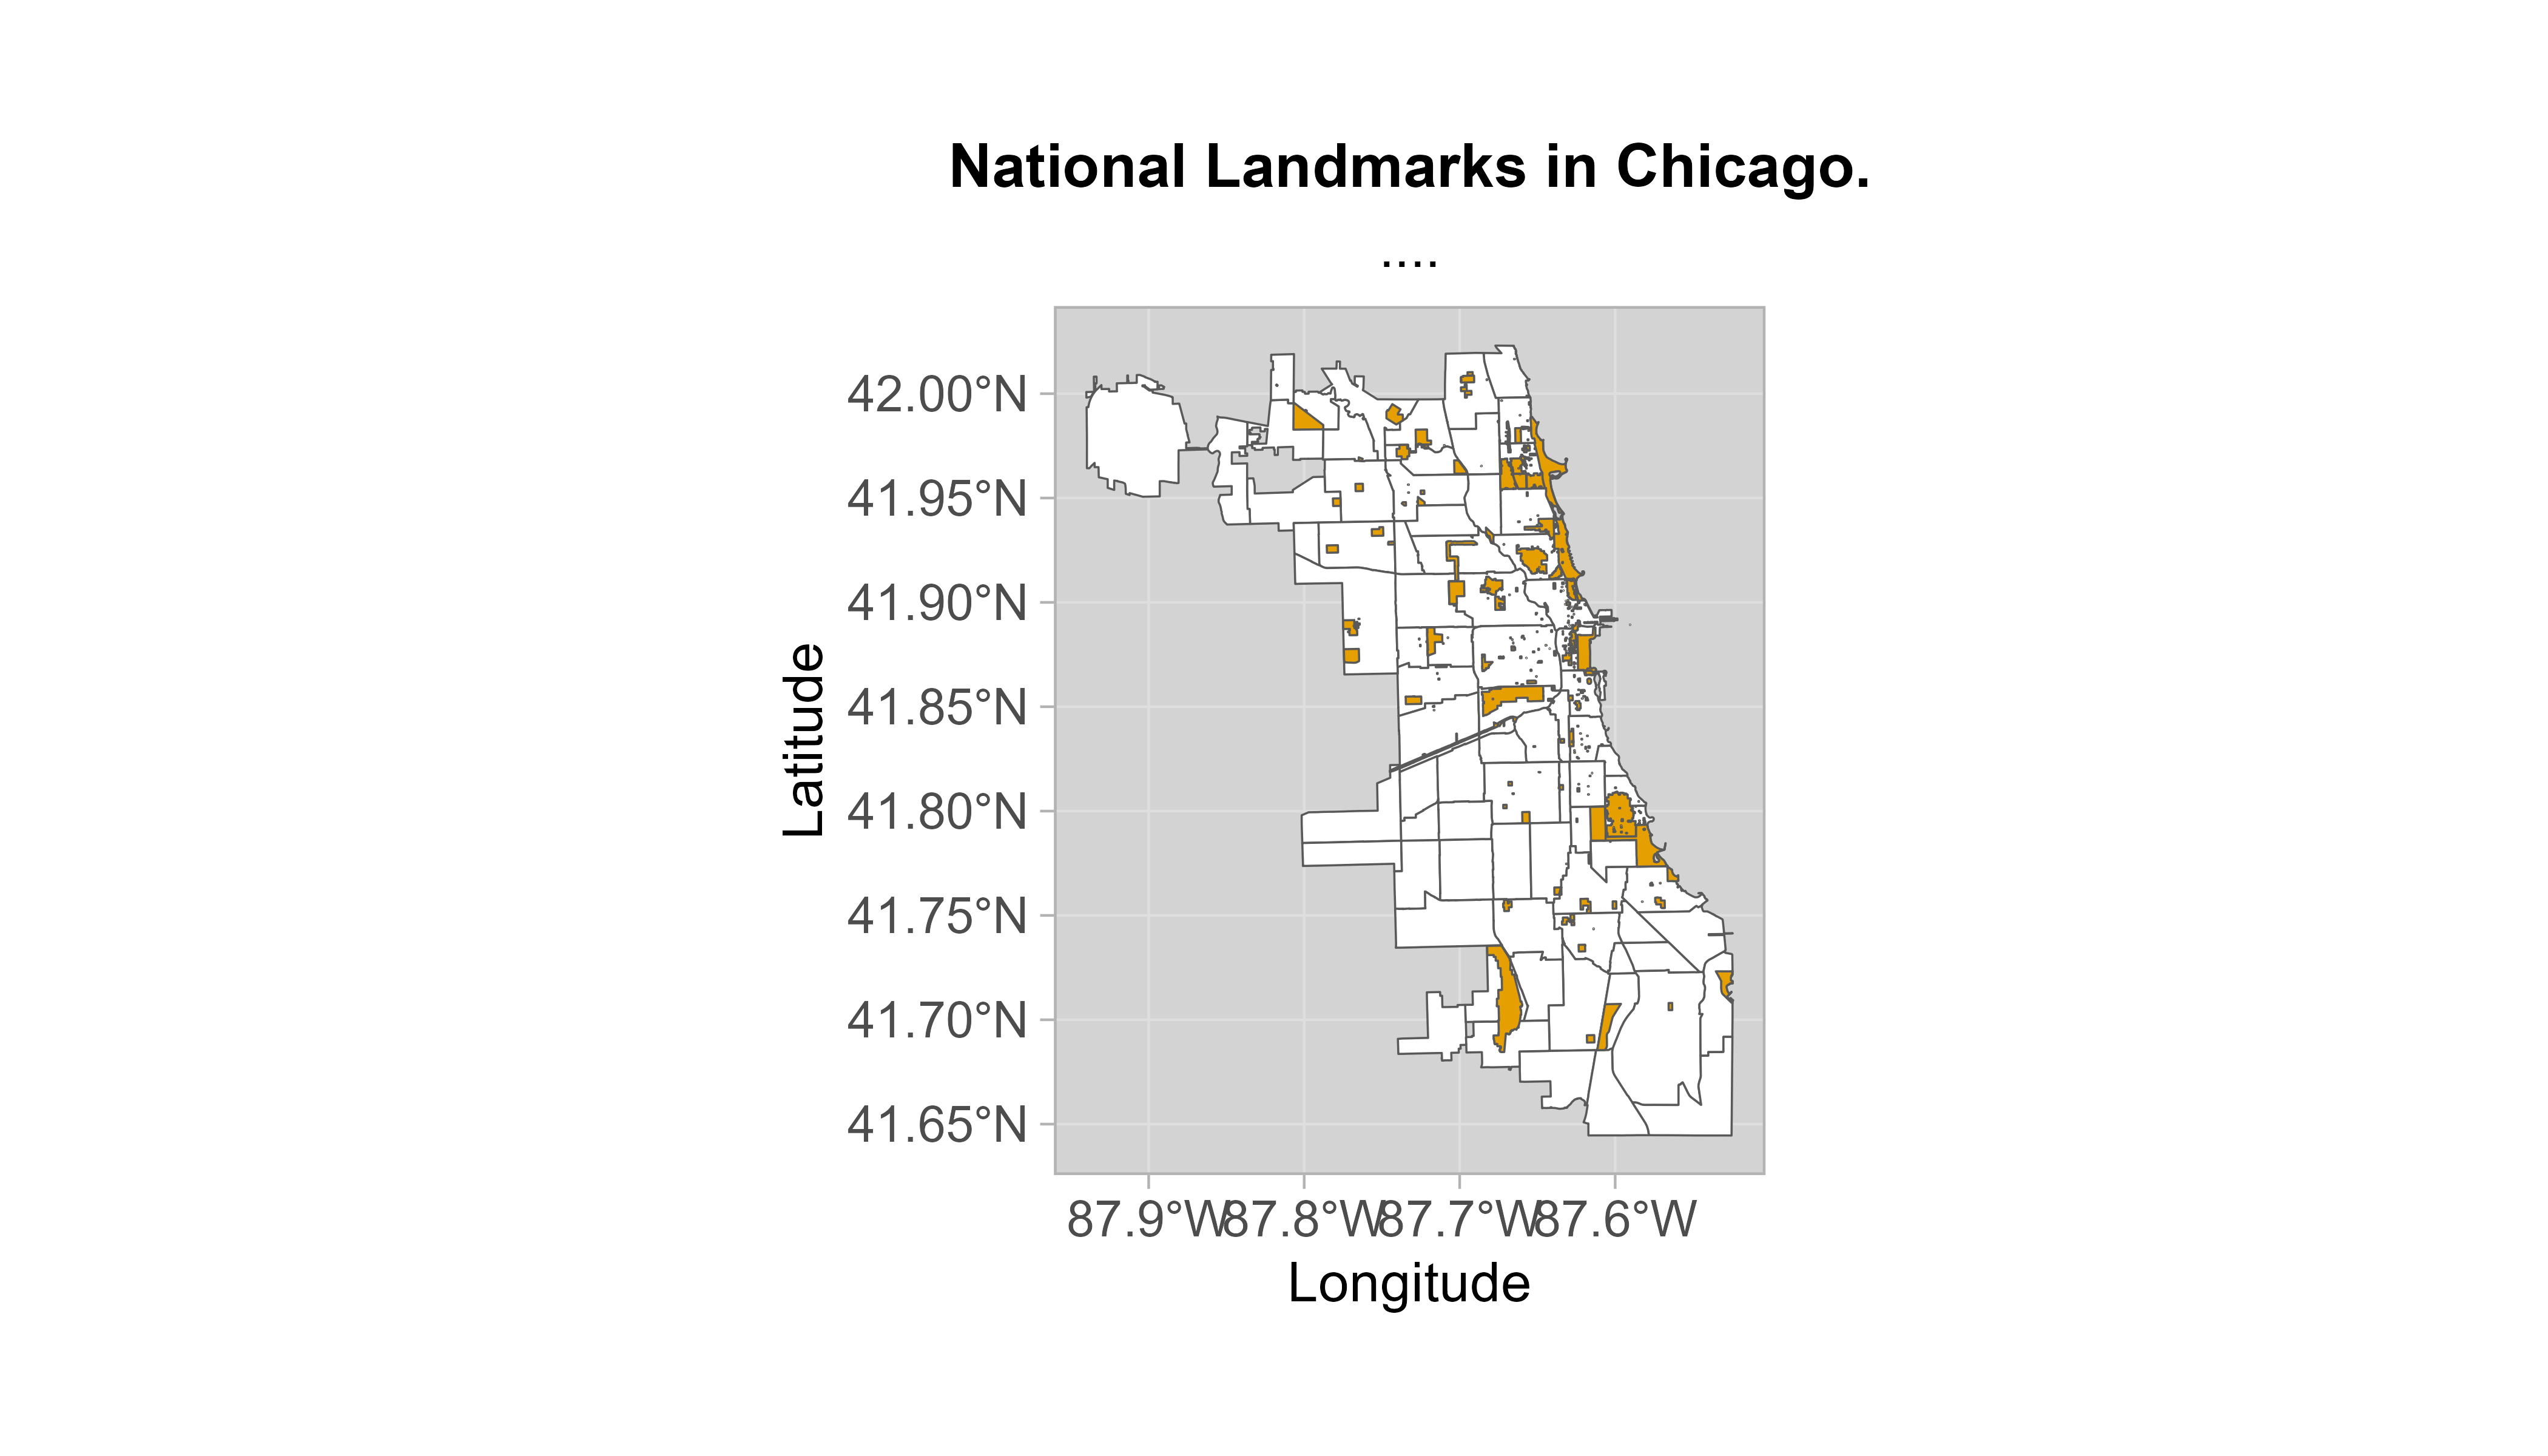 National Landmarks in Chicago.
....
42.00°N
41.95°N
41.90°N
41.85°N
41.80°N
41.75°N
41.70°N
41.65°N
Latitude
87.9°W 87.8°W 87.7°W 87.6°W
Longitude